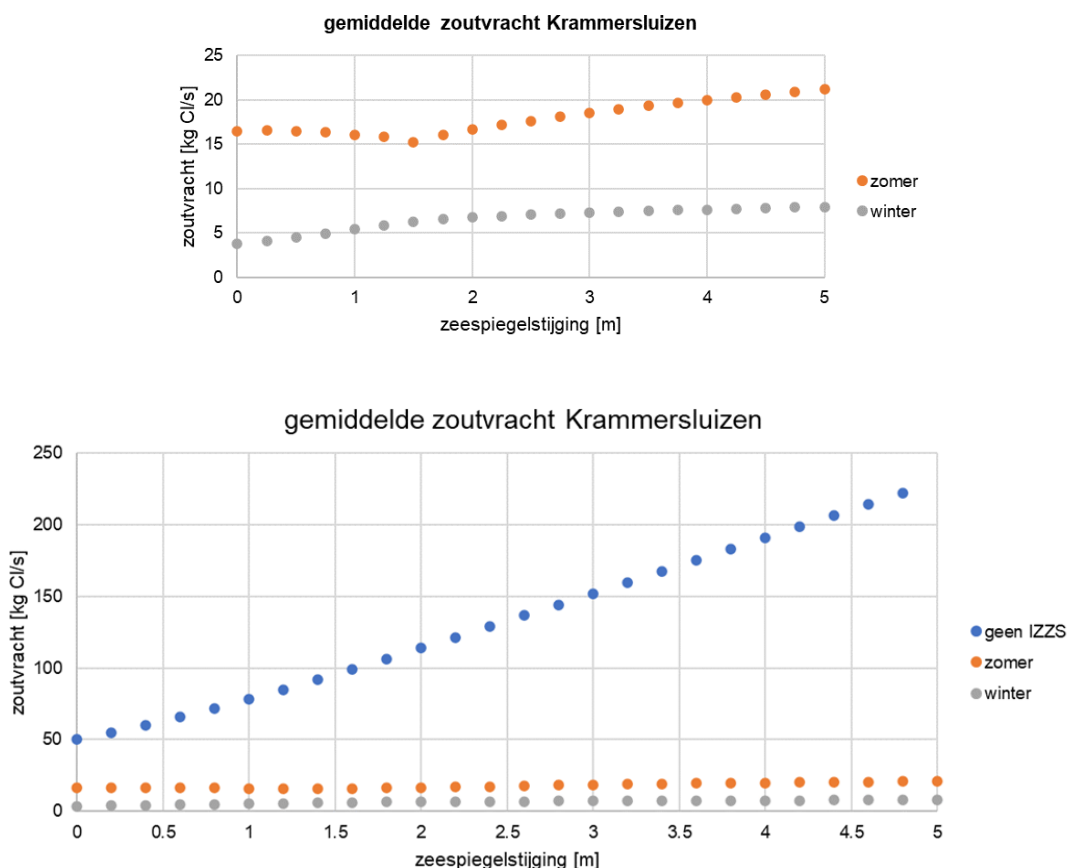 gemiddelde zoutvracht Krammersluizen
25
20
15
10
5
0
zoutvracht [kg Cl/s]
0 1 2 3 4 5
zeespiegelstijging [m]
zomer
winter
gemiddelde zoutvracht Krammersluizen
250
200
150
100
50
0
zoutvracht [kg Cl/s]
0 0.5 1 1.5 2 2.5 3 3.5 4 4.5 5
zeespiegelstijging [m]
geen IZZS
zomer
winter